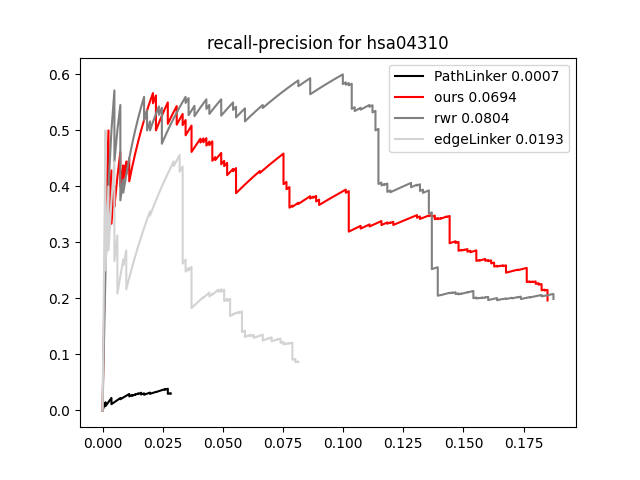 recall-precision for hsa04310
PathLinker 0.0007
ours 0.0694
rwr 0.0804
edgeLinker 0.0193
0.6
0.5
0.4
0.3
0.2
0.1
0.0
0.000 0.025 0.050 0.075 0.100 0.125 0.150 0.175